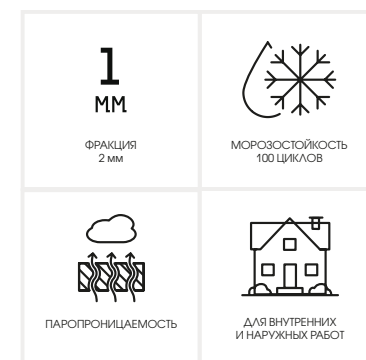 1
мм
ФРАКЦИЯ
2 мм
МОРОЗОСТОЙКОСТЬ
100 ЦИКЛОВ
ПАРОПРОНИЦАЕМОСТЬ
ДЛЯ ВНУТРЕННИХ
И НАРУЖНЫХ РАБОТ